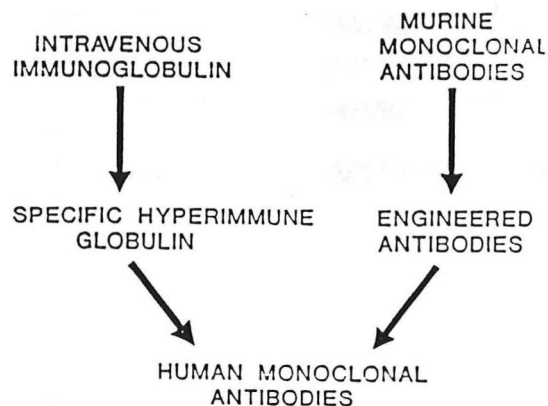 INTRAVENOUS
IMMUNOGLOBULIN
MURINE
MONOCLONAL
ANTIBODIES
SPECIFIC HYPERIMMUNE
GLOBULIN
ENGINEERED
ANTIBODIES
HUMAN MONOCLONAL
ANTIBODIES